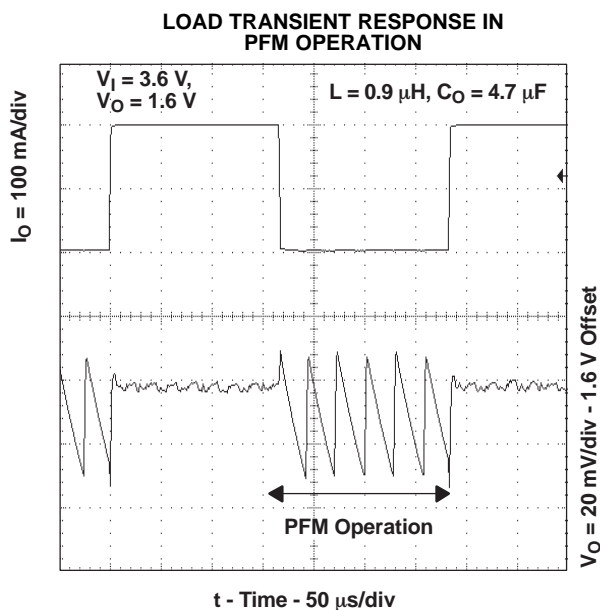 LOAD TRANSIENT RESPONSE IN
PFM OPERATION
V_I = 3.6 V,
V_O = 1.6 V
L = 0.9 μH, C_O = 4.7 μF
I_O = 100 mA/div
V_O = 20 mV/div - 1.6 V Offset
PFM Operation
t - Time - 50 μs/div